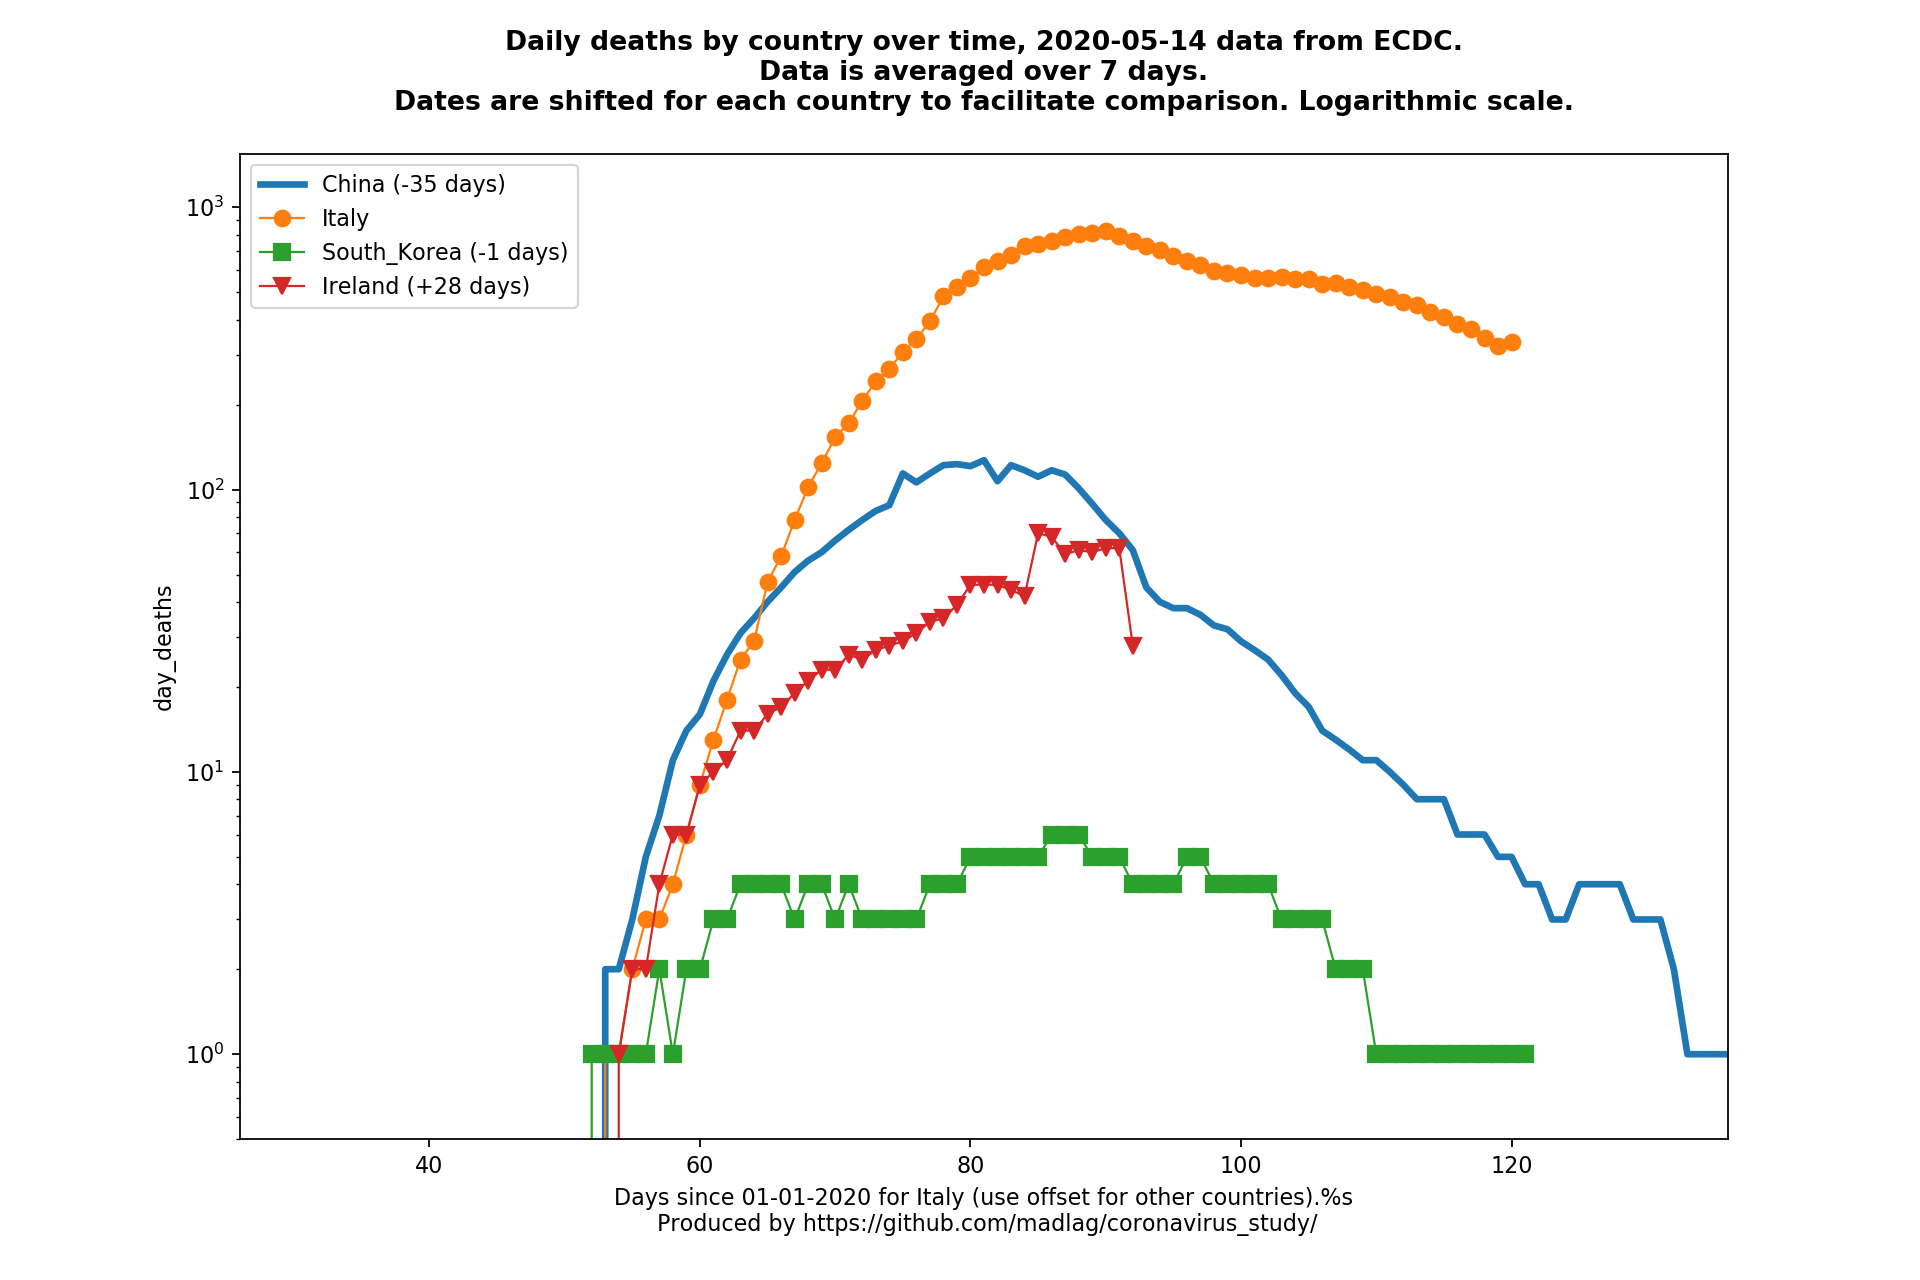 Daily deaths by country over time, 2020-05-14 data from ECDC.
Data is averaged over 7 days.
Dates are shifted for each country to facilitate comparison. Logarithmic scale.
China (-35 days)
Italy
South_Korea (-1 days)
Ireland (+28 days)
10³
10²
10¹
10⁰
day_deaths
40 60 80 100 120
Days since 01-01-2020 for Italy (use offset for other countries).%s
Produced by https://github.com/madlag/coronavirus_study/